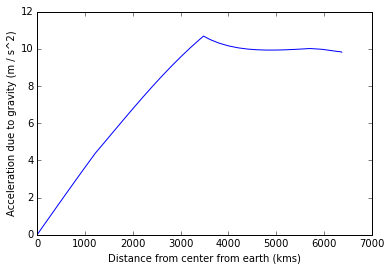 12
10
8
6
4
2
0
Acceleration due to gravity (m / s^2)
0 1000 2000 3000 4000 5000 6000 7000
Distance from center from earth (kms)